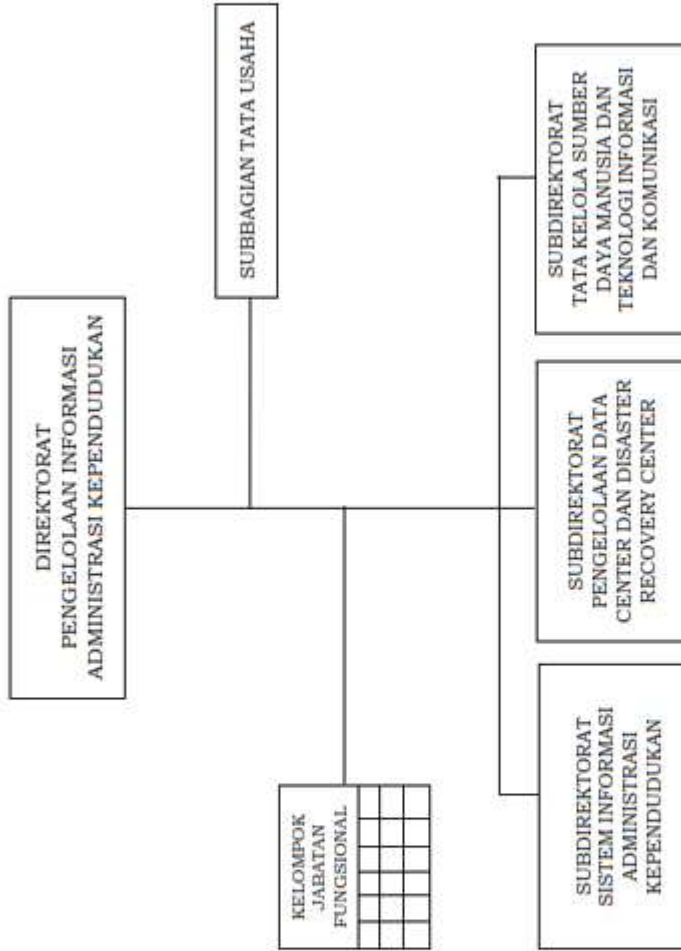 DIREKTORAT
PENGELOLAAN INFORMASI
ADMINISTRASI KEPENDUDUKAN
SUBBAGIAN TATA USAHA
KELOMPOK
JABATAN
FUNGSIONAL
SUBDIREKTORAT
SISTEM INFORMASI
ADMINISTRASI
KEPENDUDUKAN
SUBDIREKTORAT
PENGELOLAAN DATA
CENTER DAN DISASTER
RECOVERY CENTER
SUBDIREKTORAT
TATA KELOLA SUMBER
DAYA MANUSIA DAN
TEKNOLOGI INFORMASI
DAN KOMUNIKASI